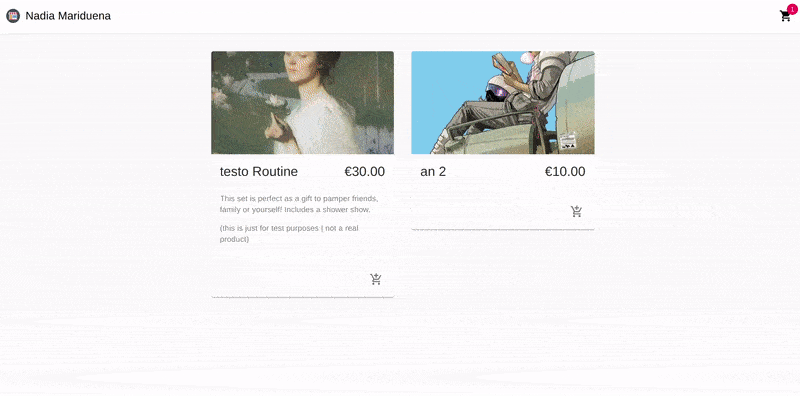 Nadia Mariduena
1
testo Routine €30.00
This set is perfect as a gift to pamper friends,
family or yourself! Includes a shower show.
(this is just for test purposes | not a real
product)
an 2 €10.00